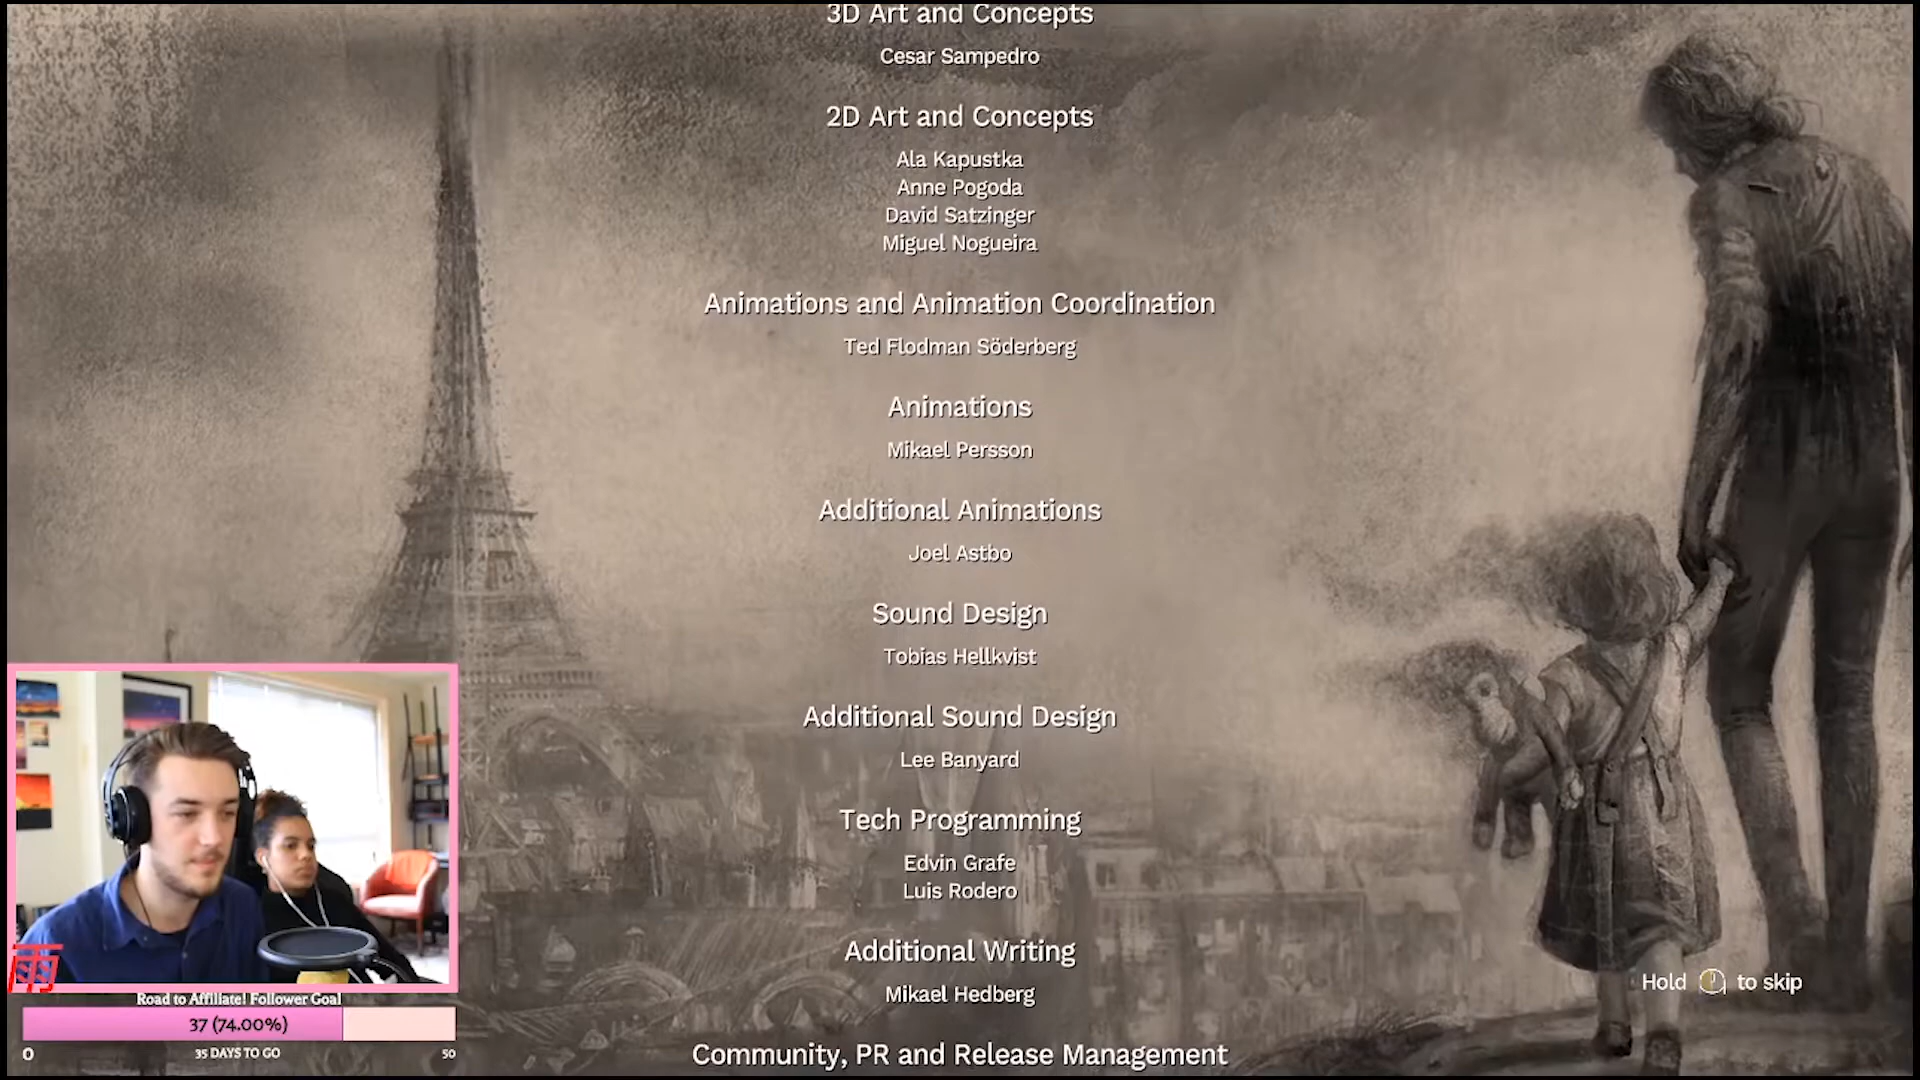 3D Art and Concepts
Cesar Sampedro
2D Art and Concepts
Ala Kapustka
Anne Pogoda
David Satzinger
Miguel Nogueira
Animations and Animation Coordination
Ted Flodman Söderberg
Animations
Mikael Persson
Additional Animations
Joel Astbo
Sound Design
Tobias Hellkvist
Additional Sound Design
Lee Banyard
Tech Programming
Edvin Grafe
Luis Rodero
Additional Writing
Mikael Hedberg
Community, PR and Release Management
Hold to skip
雨
Road to Affiliate! Follower Goal
37 (74.00%)
0 35 DAYS TO GO 50